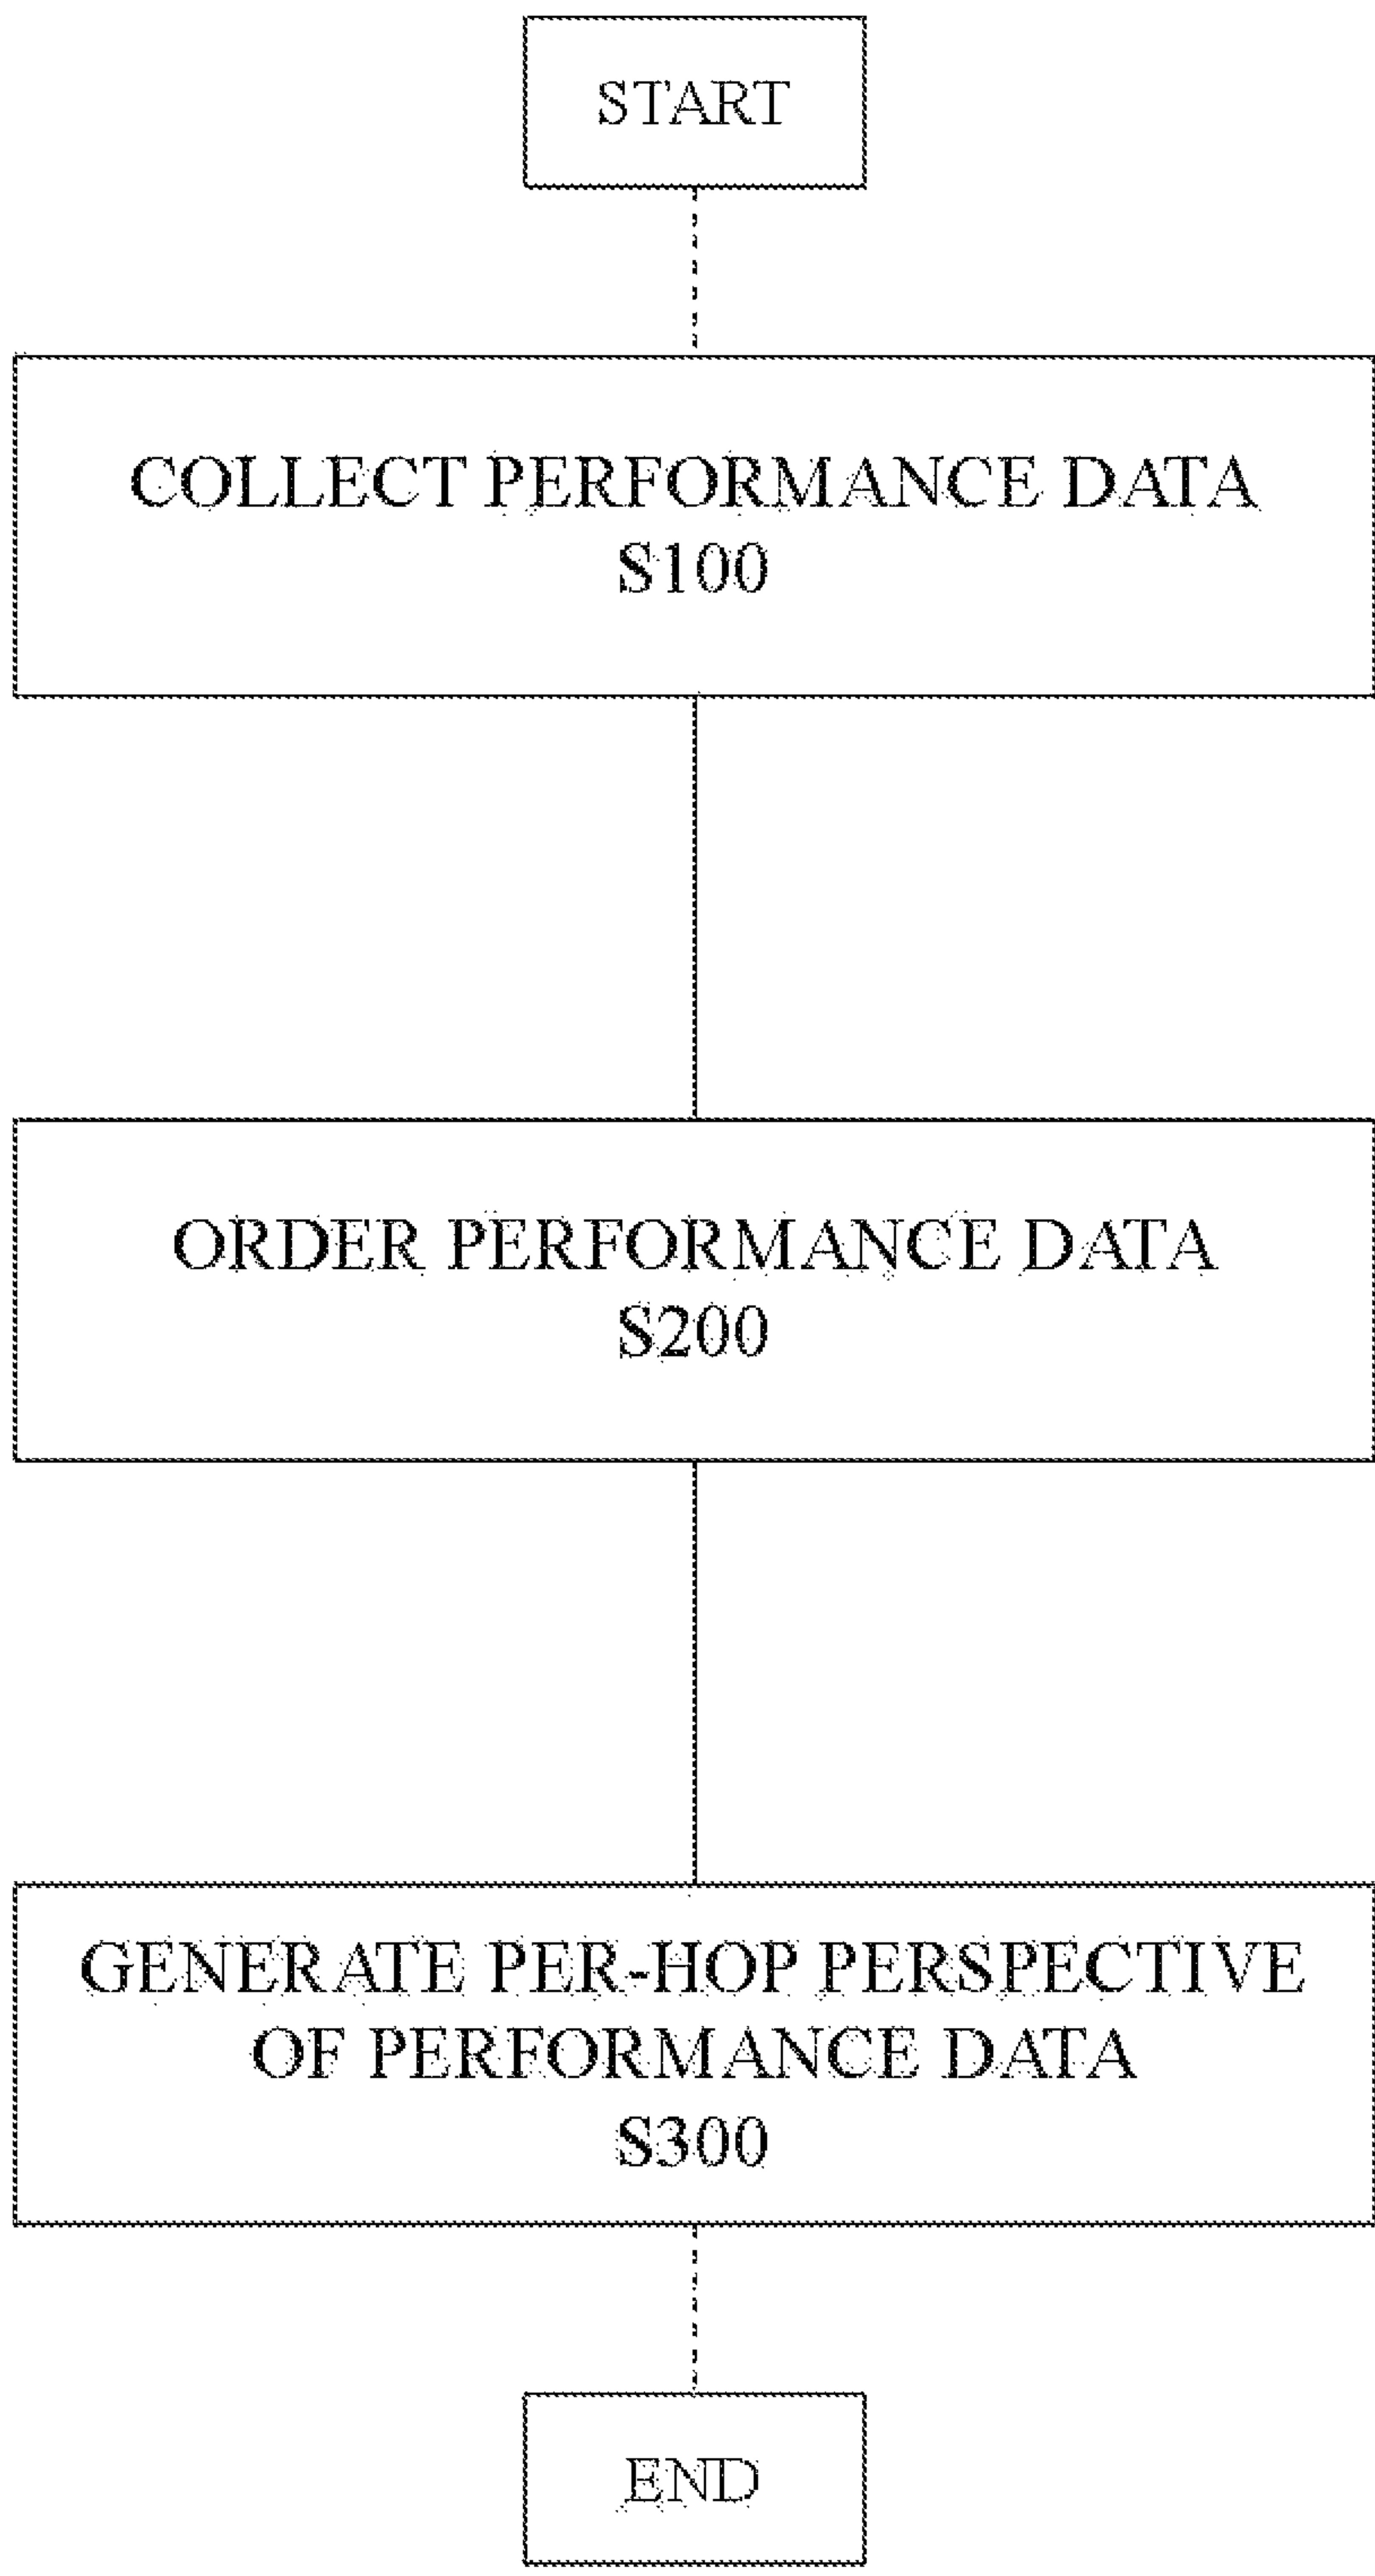 START
COLLECT PERFORMANCE DATA
S100
ORDER PERFORMANCE DATA
S200
GENERATE PER-HOP PERSPECTIVE
OF PERFORMANCE DATA
S300
END